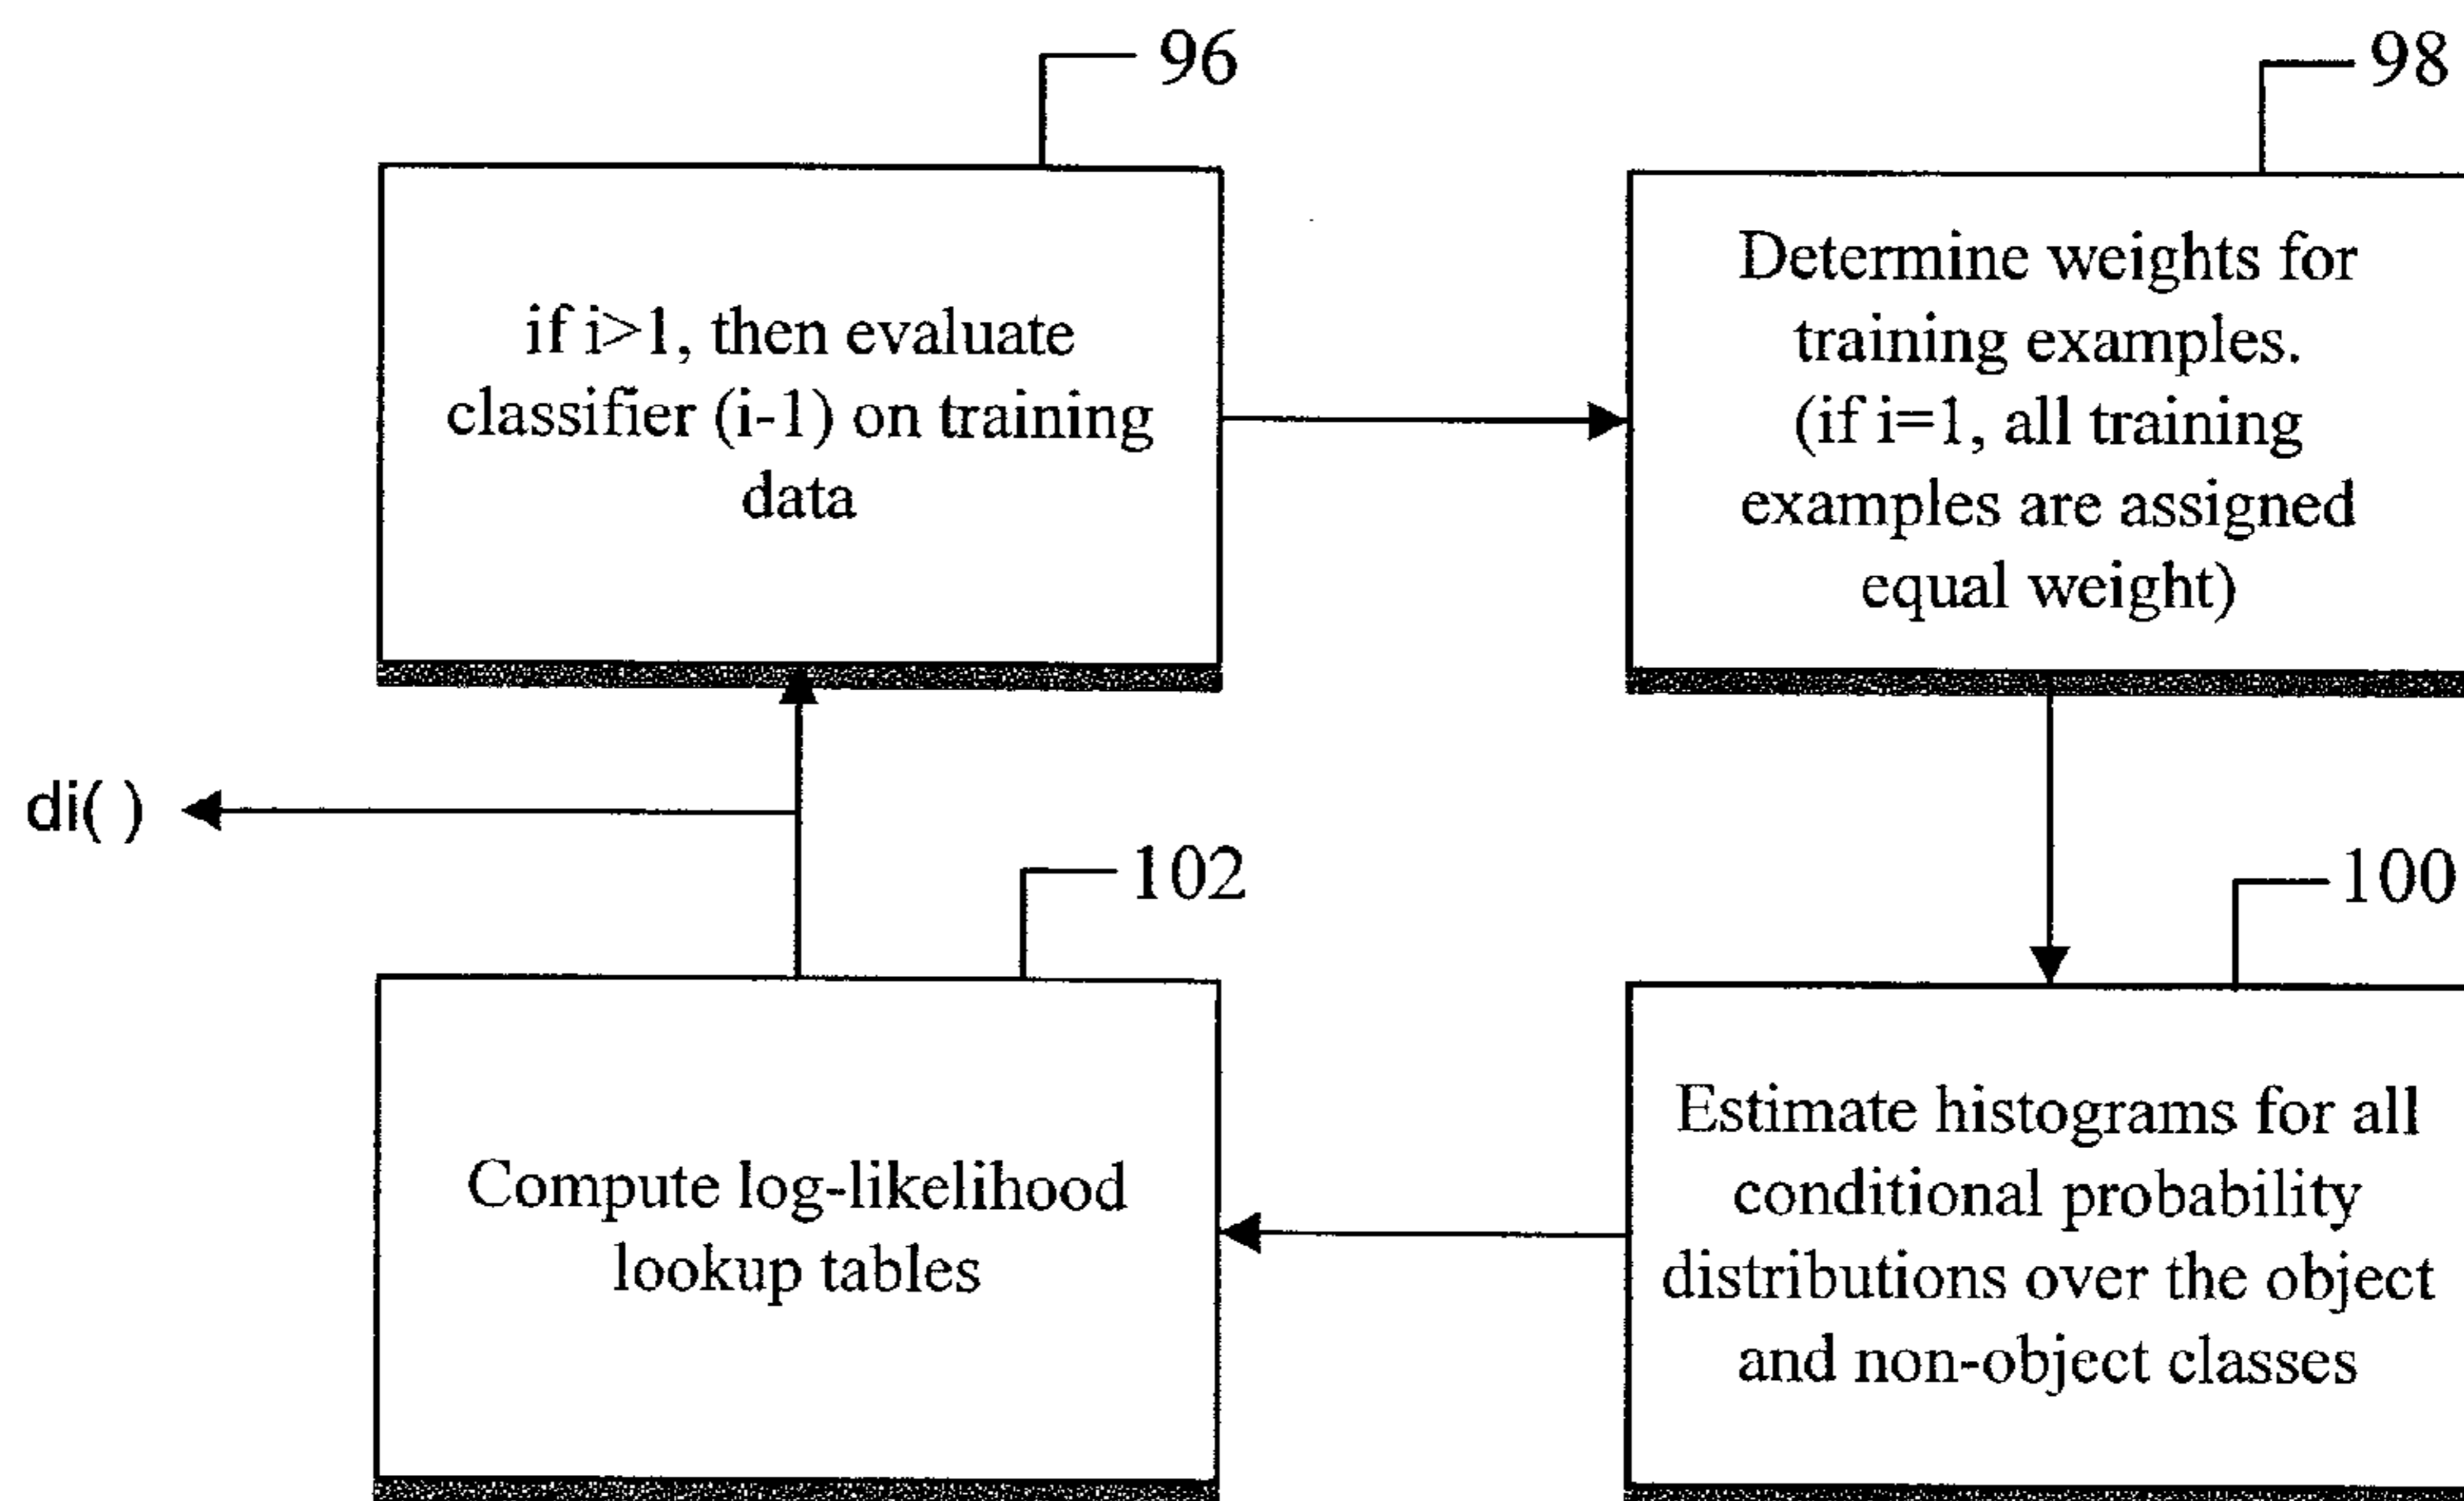 96
98
if i>1, then evaluate
classifier (i-1) on training
data
Determine weights for
training examples.
(if i=1, all training
examples are assigned
equal weight)
di( )
102
100
Compute log-likelihood
lookup tables
Estimate histograms for all
conditional probability
distributions over the object
and non-object classes